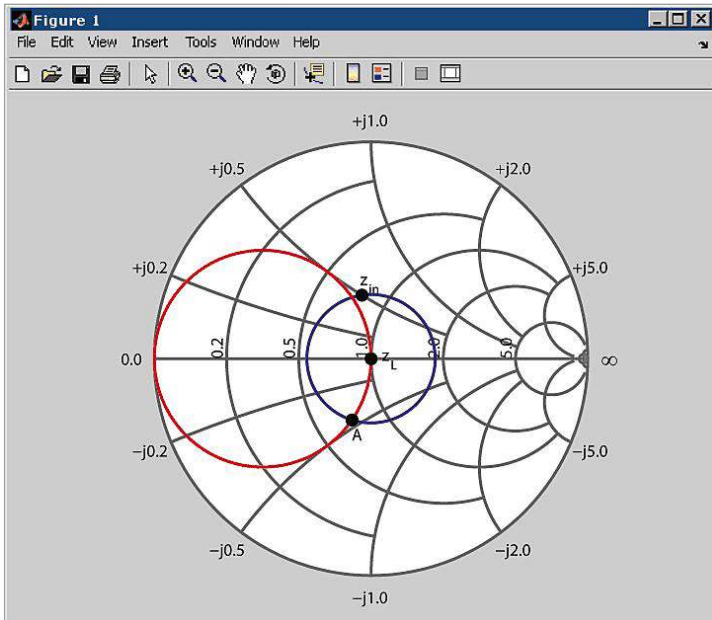 Figure 1
File Edit View Insert Tools Window Help
+j1.0
+j0.5
+j2.0
+j0.2
+j5.0
z_in
0.0
0.2
0.5
1.0
2.0
5.0
∞
z_L
A
−j0.2
−j5.0
−j0.5
−j2.0
−j1.0